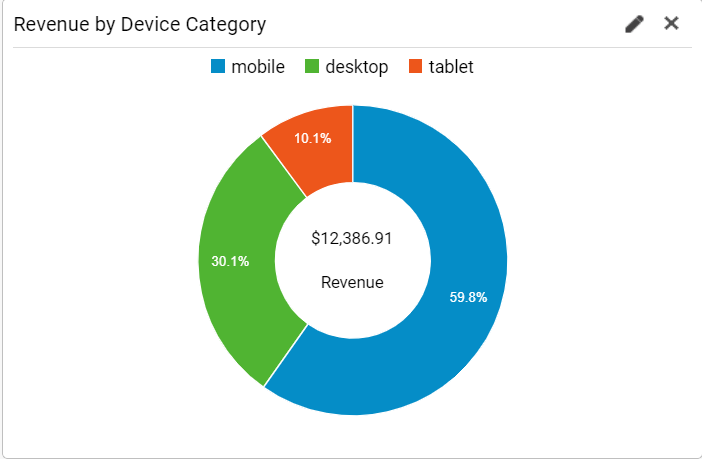 Revenue by Device Category
mobile desktop tablet
10.1%
$12,386.91
30.1%
Revenue
59.8%